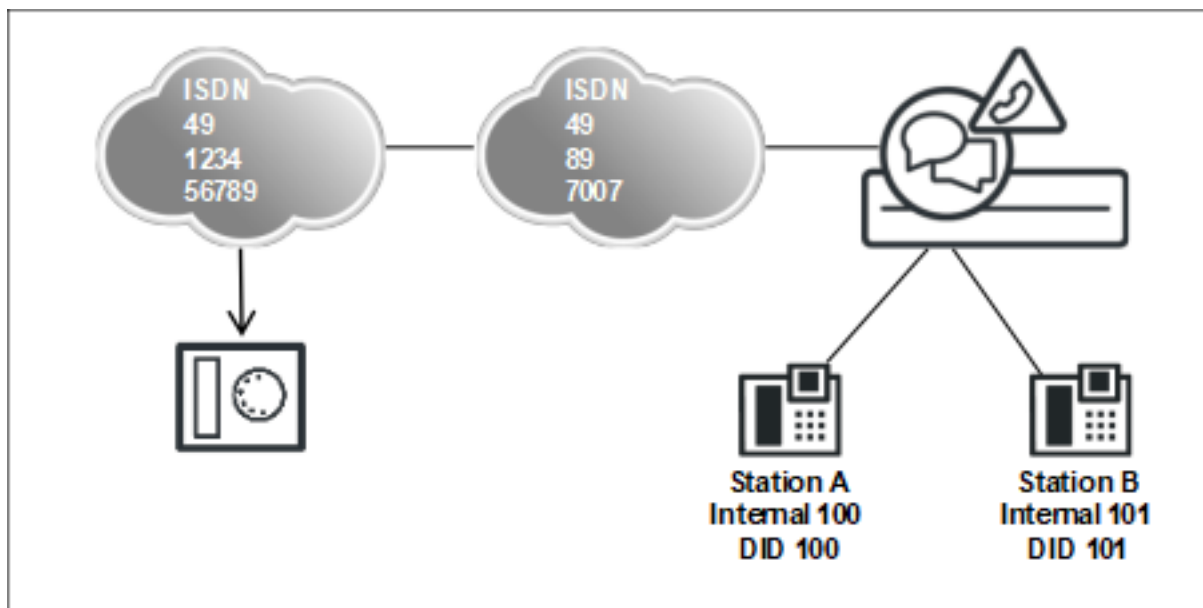 ISDN
49
1234
56789
ISDN
49
89
7007
Station A
Internal 100
DID 100
Station B
Internal 101
DID 101